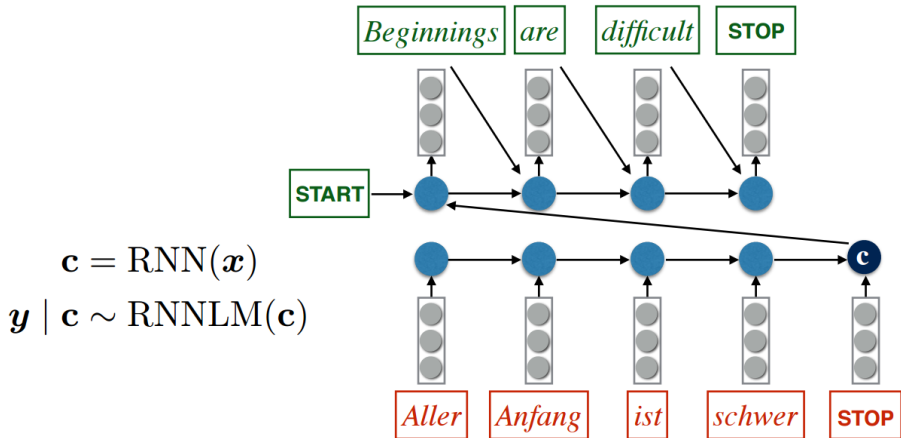 Beginnings are difficult STOP
START
c
c = RNN(x)
y | c ∼ RNNLM(c)
Aller Anfang ist schwer STOP